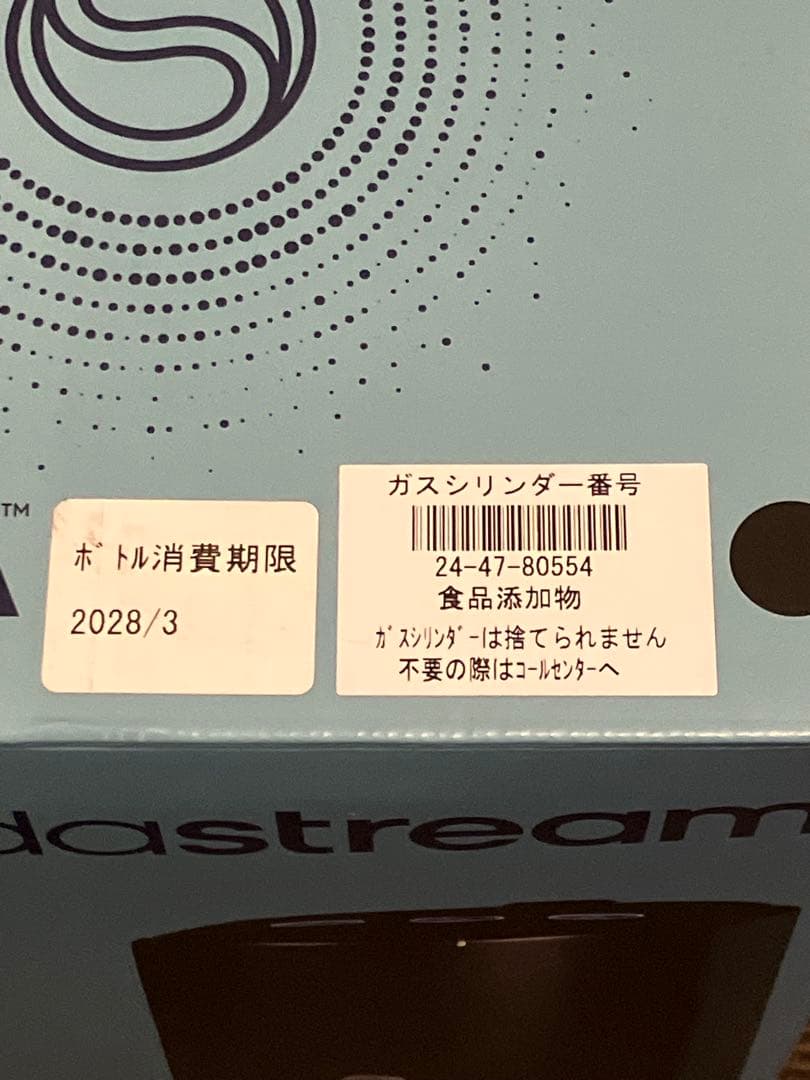 TM
ボトル消費期限
2028/3
ガスシリンダー番号
24-47-80554
食品添加物
ガスシリンダーは捨てられません
不要の際はコールセンターへ
dastream